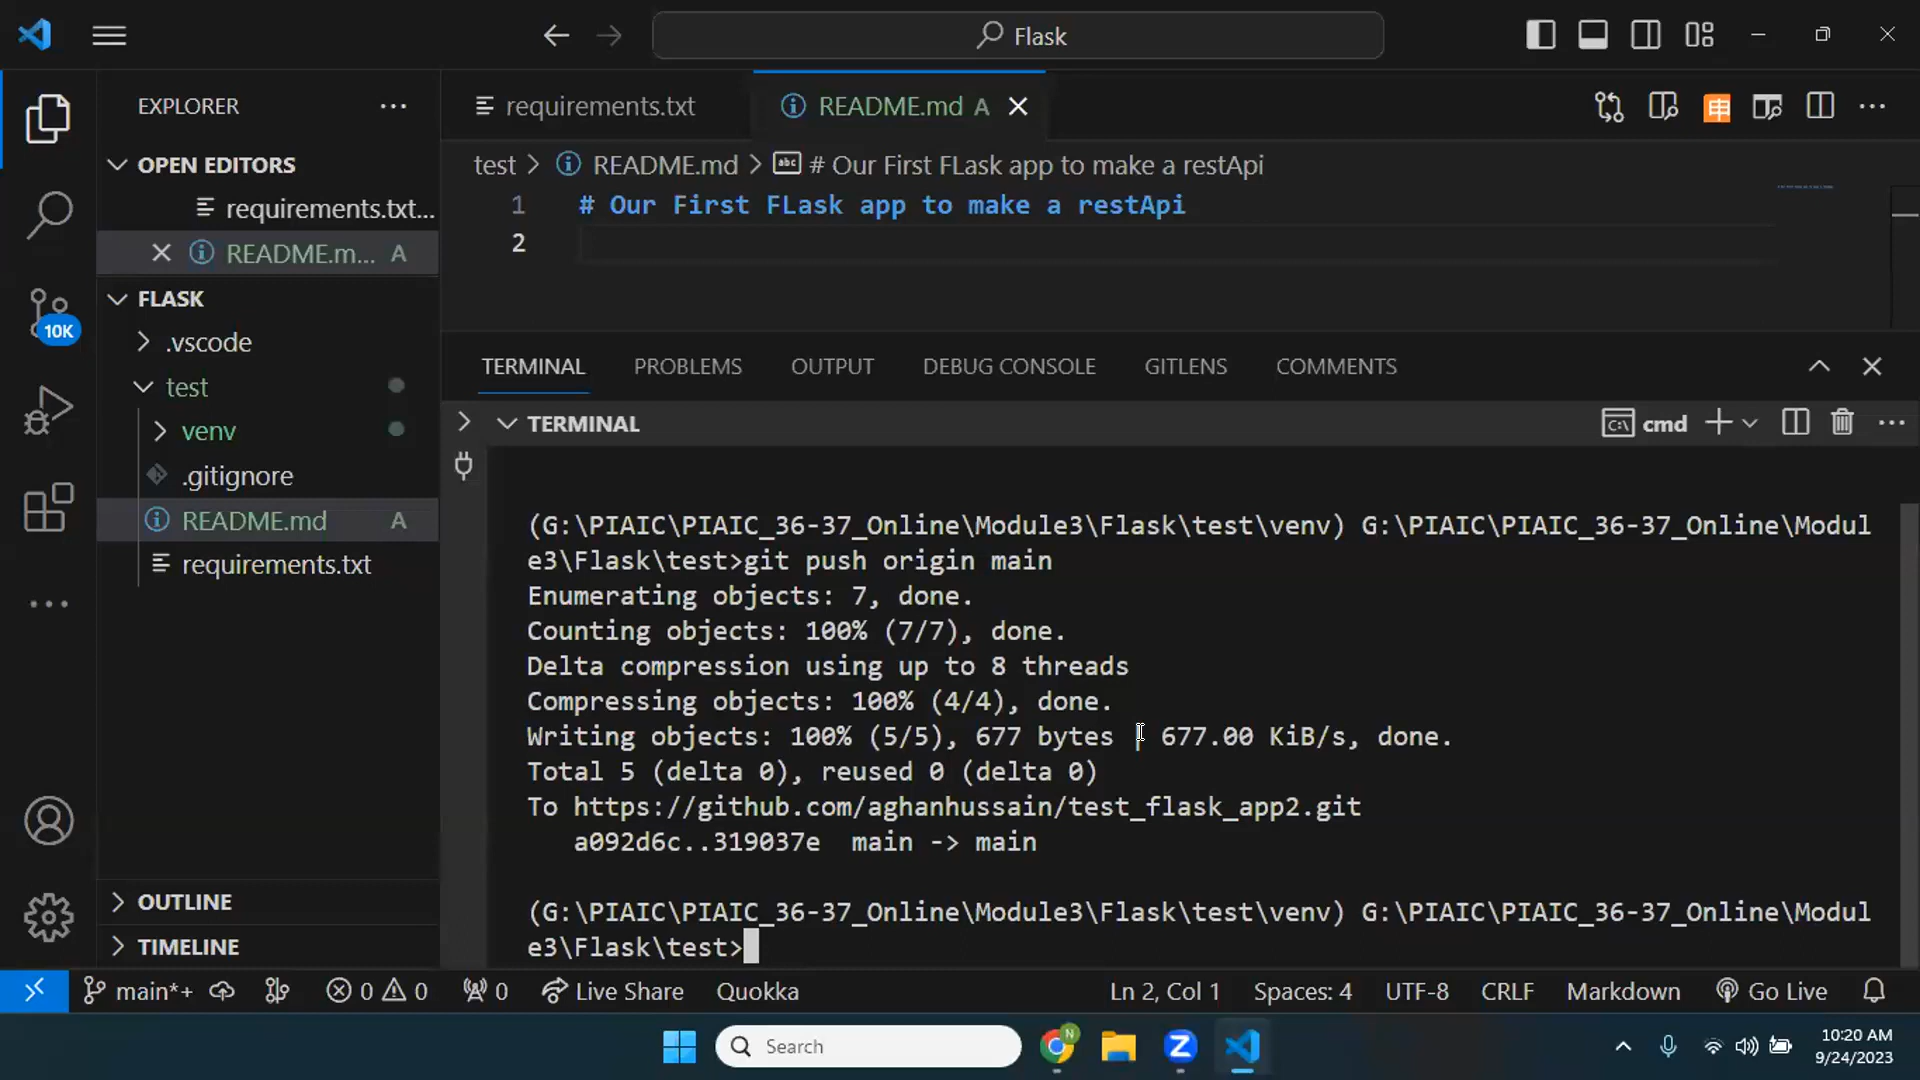 Flask
EXPLORER
requirements.txt
README.md A
OPEN EDITORS
requirements.txt...
README.m... A
FLASK
.vscode
test
venv
.gitignore
README.md A
requirements.txt
10K
OUTLINE
TIMELINE
test > README.md > # Our First FLask app to make a restApi
1 # Our First FLask app to make a restApi
2
TERMINAL PROBLEMS OUTPUT DEBUG CONSOLE GITLENS COMMENTS
TERMINAL
cmd
(G:\PIAIC\PIAIC_36-37_Online\Module3\Flask\test\venv) G:\PIAIC\PIAIC_36-37_Online\Modul
e3\Flask\test>git push origin main
Enumerating objects: 7, done.
Counting objects: 100% (7/7), done.
Delta compression using up to 8 threads
Compressing objects: 100% (4/4), done.
Writing objects: 100% (5/5), 677 bytes | 677.00 KiB/s, done.
Total 5 (delta 0), reused 0 (delta 0)
To https://github.com/aghanhussain/test_flask_app2.git
a092d6c..319037e main -> main
(G:\PIAIC\PIAIC_36-37_Online\Module3\Flask\test\venv) G:\PIAIC\PIAIC_36-37_Online\Modul
e3\Flask\test>
main*+ 0 0 0 Live Share Quokka Ln 2, Col 1 Spaces: 4 UTF-8 CRLF Markdown Go Live
Search
N
10:20 AM
9/24/2023